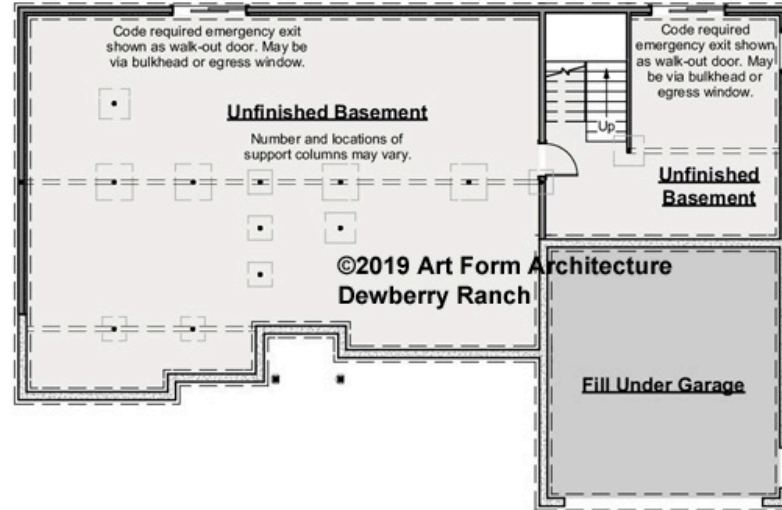 Code required emergency exit
shown as walk-out door. May be
via bulkhead or egress window.
Unfinished Basement
Number and locations of
support columns may vary.
Up
Code required
emergency exit shown
as walk-out door. May
be via bulkhead or
egress window.
Unfinished
Basement
©2019 Art Form Architecture
Dewberry Ranch
Fill Under Garage